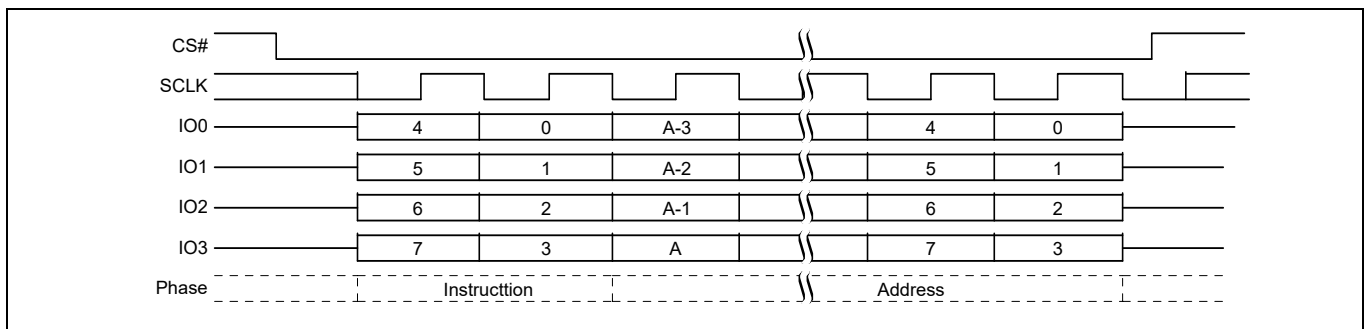 CS#
SCLK
IO0 4 0 A-3 4 0
IO1 5 1 A-2 5 1
IO2 6 2 A-1 6 2
IO3 7 3 A 7 3
Phase Instructtion Address